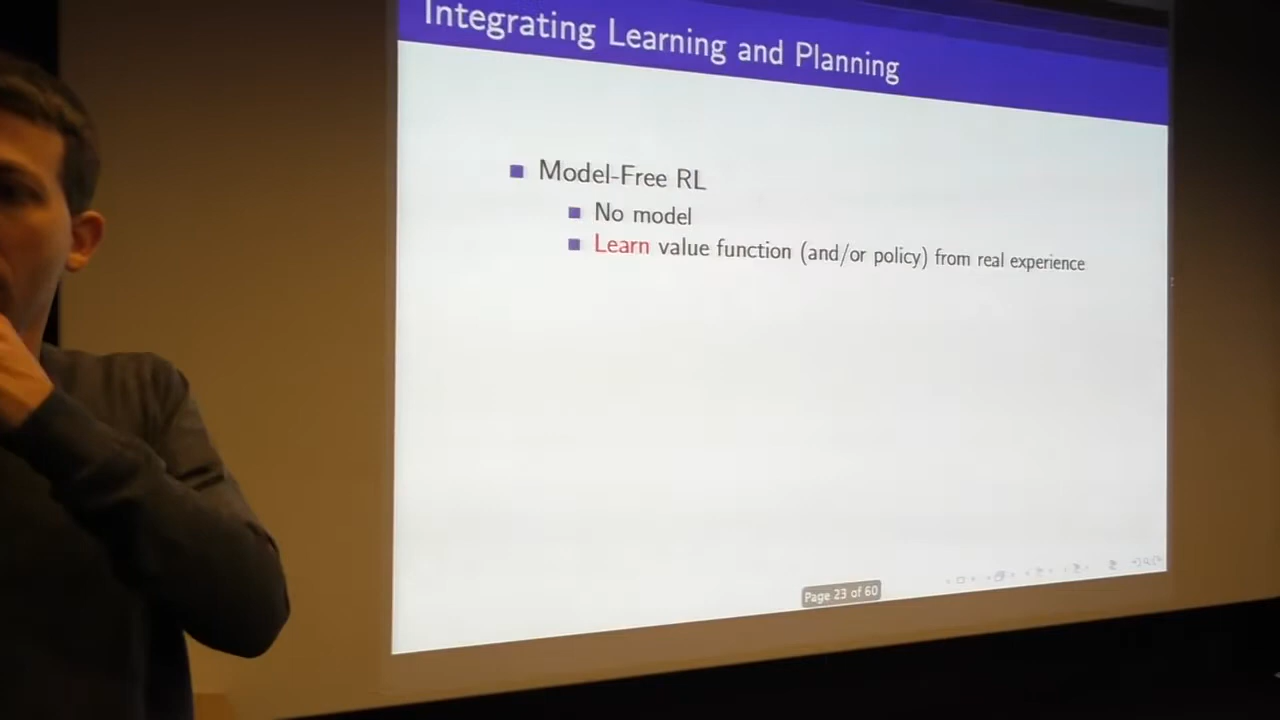 Integrating Learning and Planning
Model-Free RL
No model
Learn value function (and/or policy) from real experience
Page 23 of 60